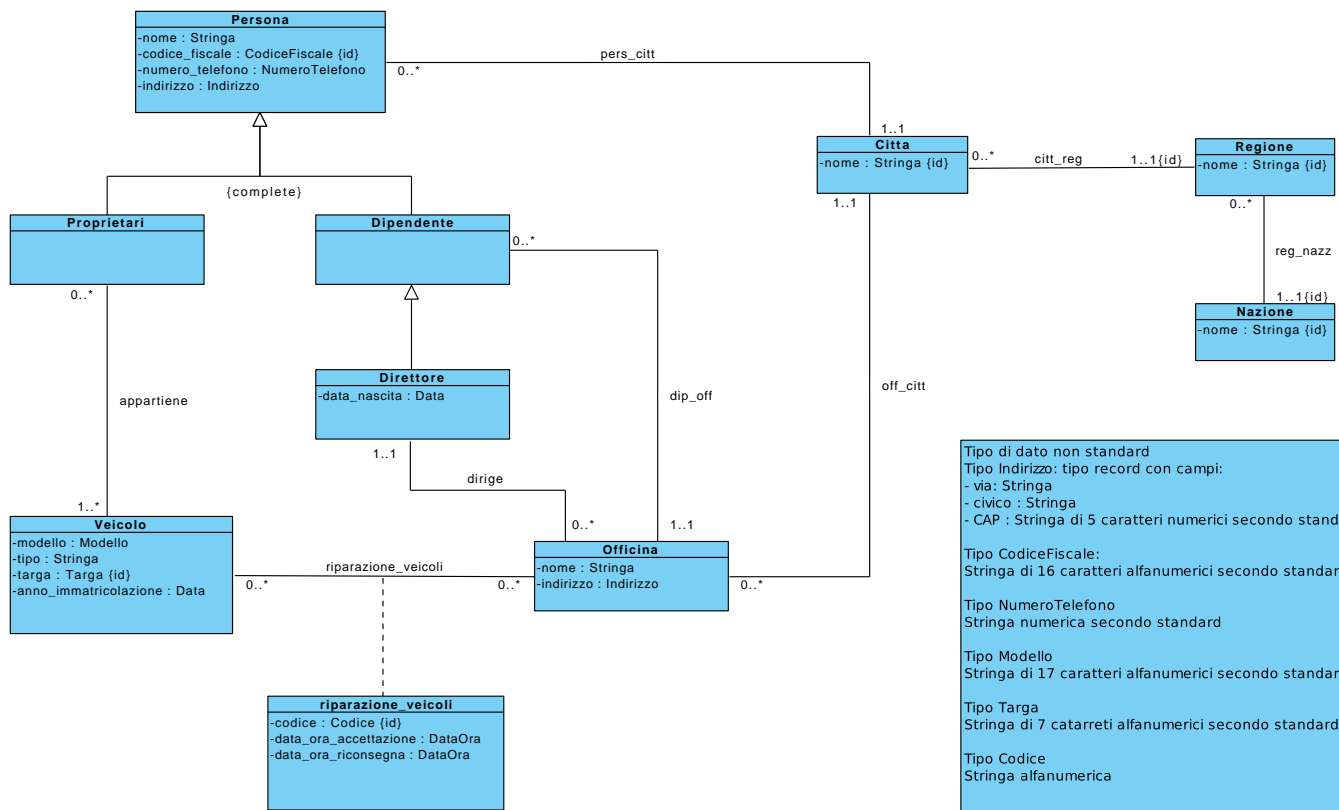 Persona
-nome : Stringa
-codice_fiscale : CodiceFiscale {id}
-numero_telefono : NumeroTelefono
-indirizzo : Indirizzo
pers_citt
0..*
1..1
Citta
-nome : Stringa {id}
0..*
citt_reg
1..1{id}
Regione
-nome : Stringa {id}
0..*
reg_nazz
1..1{id}
Nazione
-nome : Stringa {id}
{complete}
Proprietari
Dipendente
0..*
0..*
1..1
appartiene
Direttore
-data_nascita : Data
dip_off
off_citt
1..1
dirige
1..*
0..*
1..1
Veicolo
-modello : Modello
-tipo : Stringa
-targa : Targa {id}
-anno_immatricolazione : Data
riparazione_veicoli
0..*
0..*
Officina
-nome : Stringa
-indirizzo : Indirizzo
0..*
riparazione_veicoli
-codice : Codice {id}
-data_ora_accettazione : DataOra
-data_ora_riconsegna : DataOra
Tipo di dato non standard
Tipo Indirizzo: tipo record con campi:
- via: Stringa
- civico : Stringa
- CAP : Stringa di 5 caratteri numerici secondo stand
Tipo CodiceFiscale:
Stringa di 16 caratteri alfanumerici secondo standar
Tipo NumeroTelefono
Stringa numerica secondo standard
Tipo Modello
Stringa di 17 caratteri alfanumerici secondo standar
Tipo Targa
Stringa di 7 catarreti alfanumerici secondo standard
Tipo Codice
Stringa alfanumerica